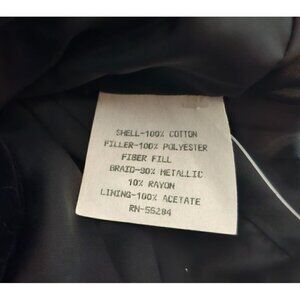 SHELL-100% COTTON
FILLER-100% POLYESTER
FIBER FILL
BRAID-90% METALLIC
10% RAYON
LINING-100% ACETATE
RN-55284